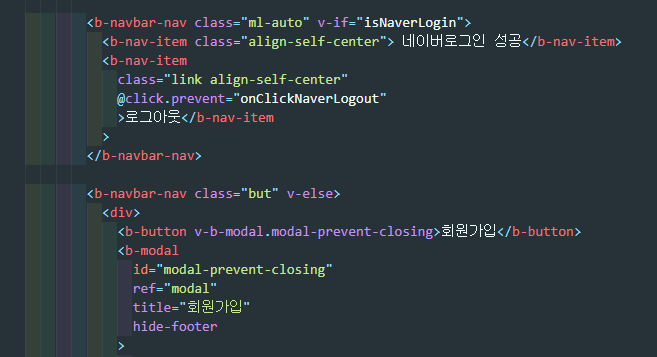 <b-navbar-nav class="ml-auto" v-if="isNaverLogin">
<b-nav-item class="align-self-center"> 네이버로그인 성공</b-nav-item>
<b-nav-item
class="link align-self-center"
@click.prevent="onClickNaverLogout"
>로그아웃</b-nav-item
>
</b-navbar-nav>
<b-navbar-nav class="but" v-else>
<div>
<b-button v-b-modal.modal-prevent-closing>회원가입</b-button>
<b-modal
id="modal-prevent-closing"
ref="modal"
title="회원가입"
hide-footer
>